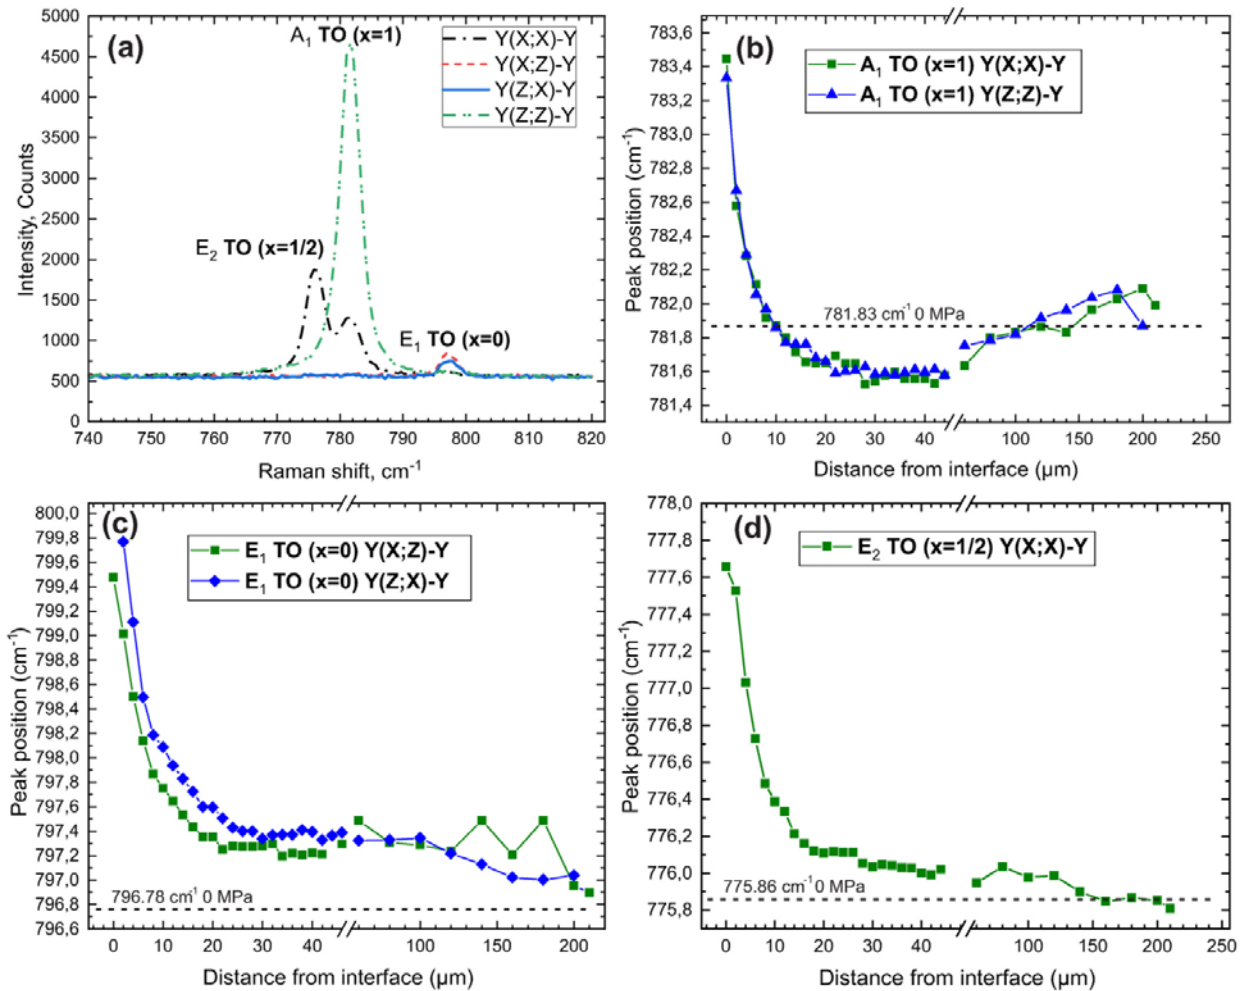 (a)
A₁ TO (x=1)
Y(X;X)-Y
Y(X;Z)-Y
Y(Z;X)-Y
Y(Z;Z)-Y
E₂ TO (x=1/2)
E₁ TO (x=0)
Intensity, Counts
5000
4500
4000
3500
3000
2500
2000
1500
1000
500
0
740 750 760 770 780 790 800 810 820
Raman shift, cm⁻¹
(b)
A₁ TO (x=1) Y(X;X)-Y
A₁ TO (x=1) Y(Z;Z)-Y
781.83 cm⁻¹ 0 MPa
Peak position (cm⁻¹)
783,6
783,4
783,2
783,0
782,8
782,6
782,4
782,2
782,0
781,8
781,6
781,4
0 10 20 30 40 100 150 200 250
Distance from interface (µm)
(c)
E₁ TO (x=0) Y(X;Z)-Y
E₁ TO (x=0) Y(Z;X)-Y
796.78 cm⁻¹ 0 MPa
Peak position (cm⁻¹)
800,0
799,8
799,6
799,4
799,2
799,0
798,8
798,6
798,4
798,2
798,0
797,8
797,6
797,4
797,2
797,0
796,8
796,6
0 10 20 30 40 100 150 200
Distance from interface (µm)
(d)
E₂ TO (x=1/2) Y(X;X)-Y
775.86 cm⁻¹ 0 MPa
Peak position (cm⁻¹)
778,0
777,8
777,6
777,4
777,2
777,0
776,8
776,6
776,4
776,2
776,0
775,8
0 10 20 30 40 100 150 200 250
Distance from interface (µm)